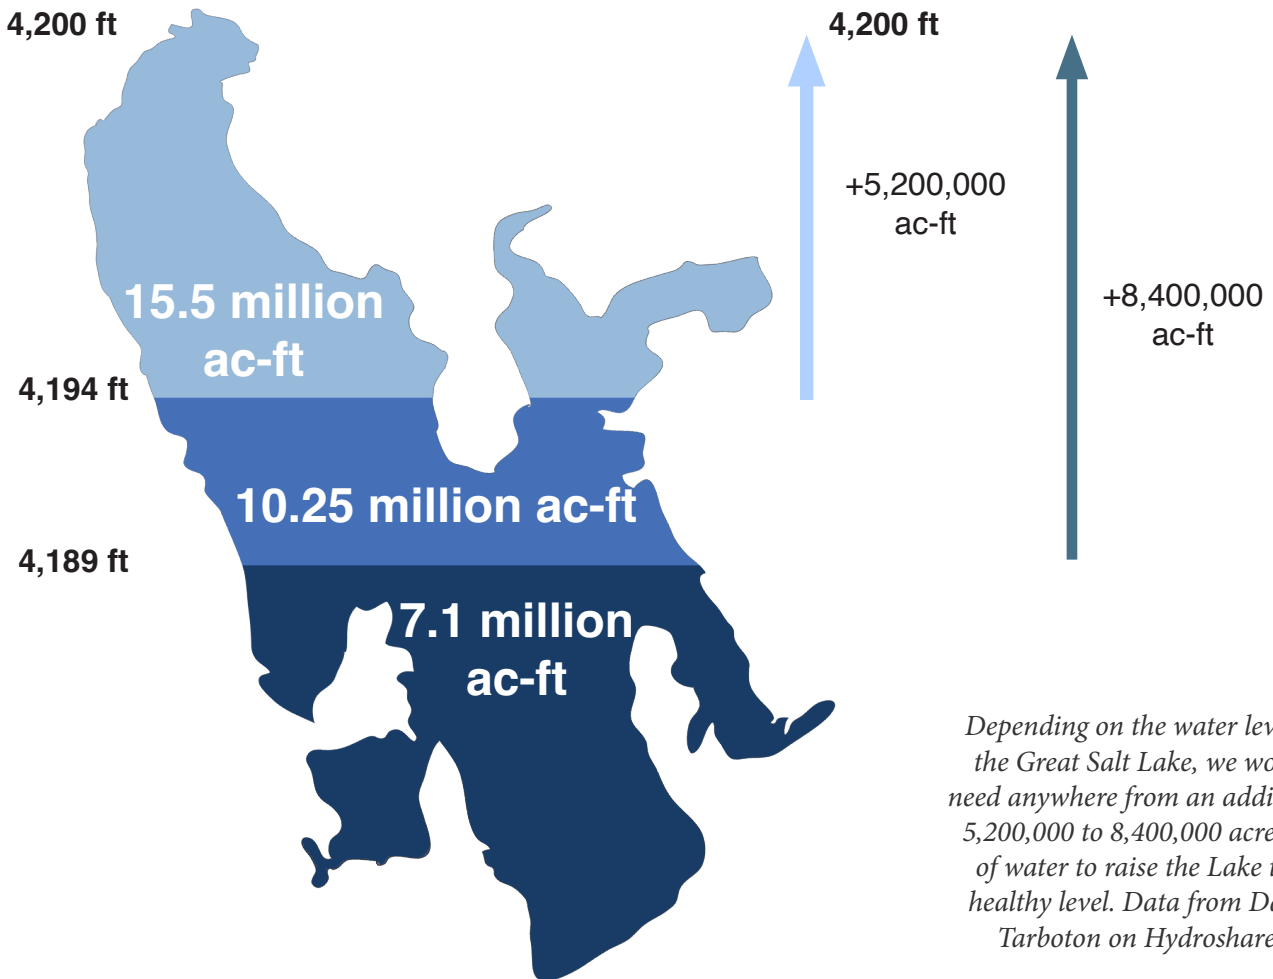 4,200 ft
4,200 ft
+5,200,000
ac-ft
+8,400,000
ac-ft
15.5 million
ac-ft
4,194 ft
10.25 million ac-ft
4,189 ft
7.1 million
ac-ft
Depending on the water lev
the Great Salt Lake, we wo
need anywhere from an addi
5,200,000 to 8,400,000 acre
of water to raise the Lake
healthy level. Data from
Tarboton on Hydroshare